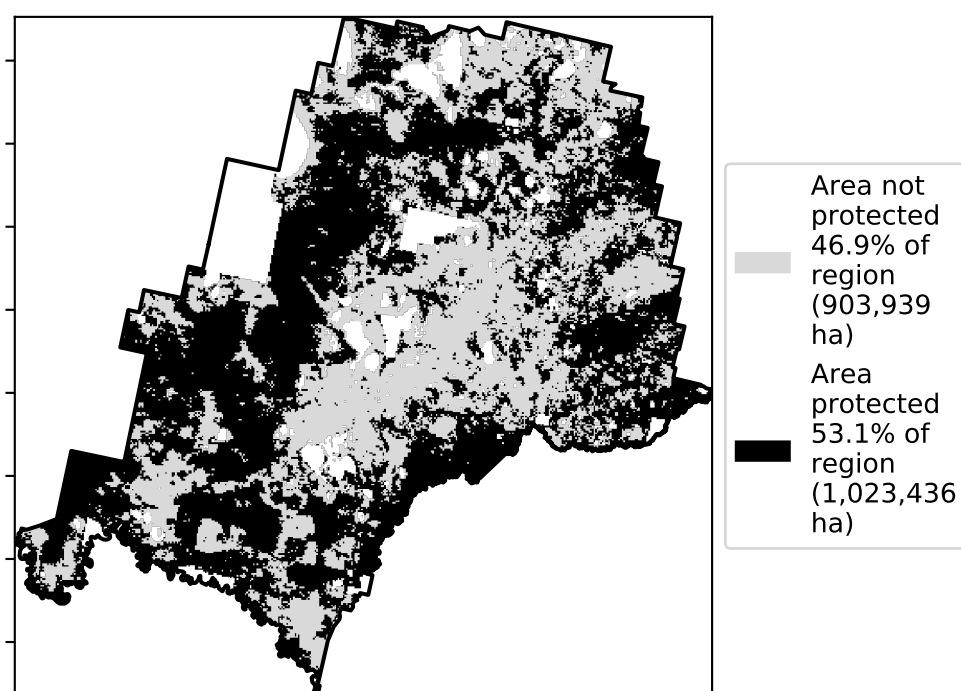 Area not
protected
46.9% of
region
(903,939
ha)
Area
protected
53.1% of
region
(1,023,436
ha)